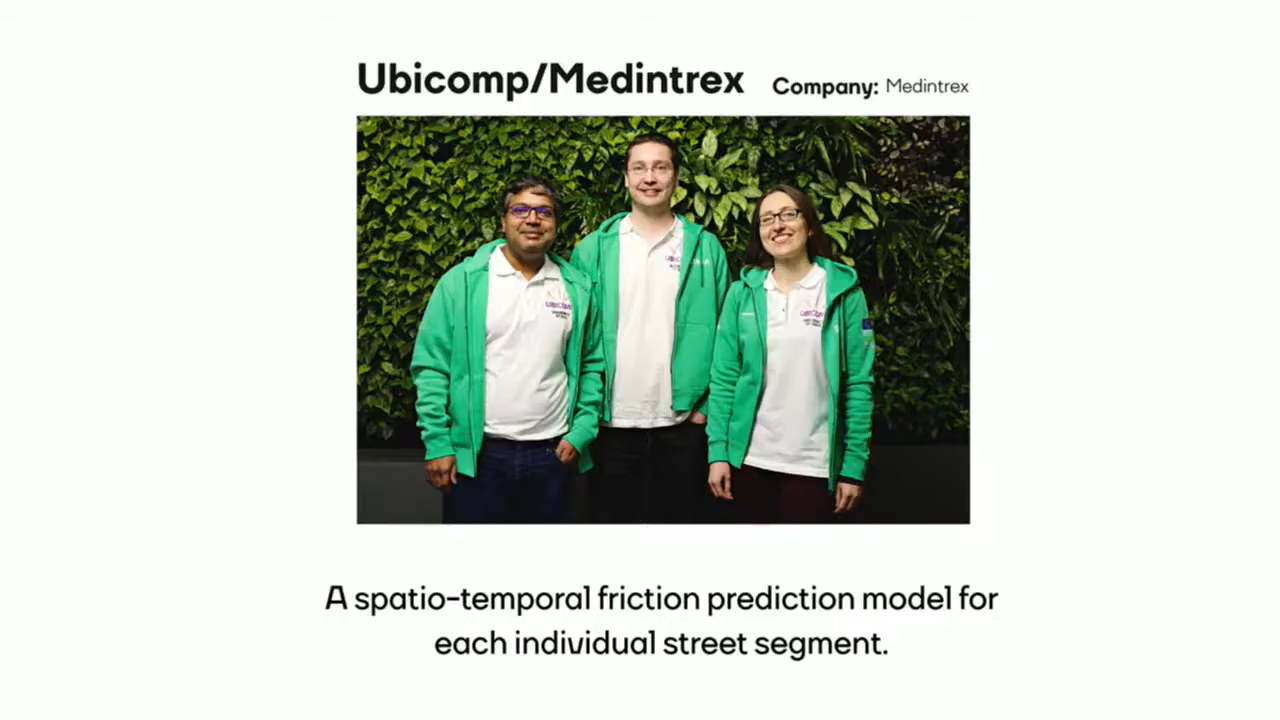 Ubicomp/Medintrex
Company: Medintrex
A spatio-temporal friction prediction model for
each individual street segment.